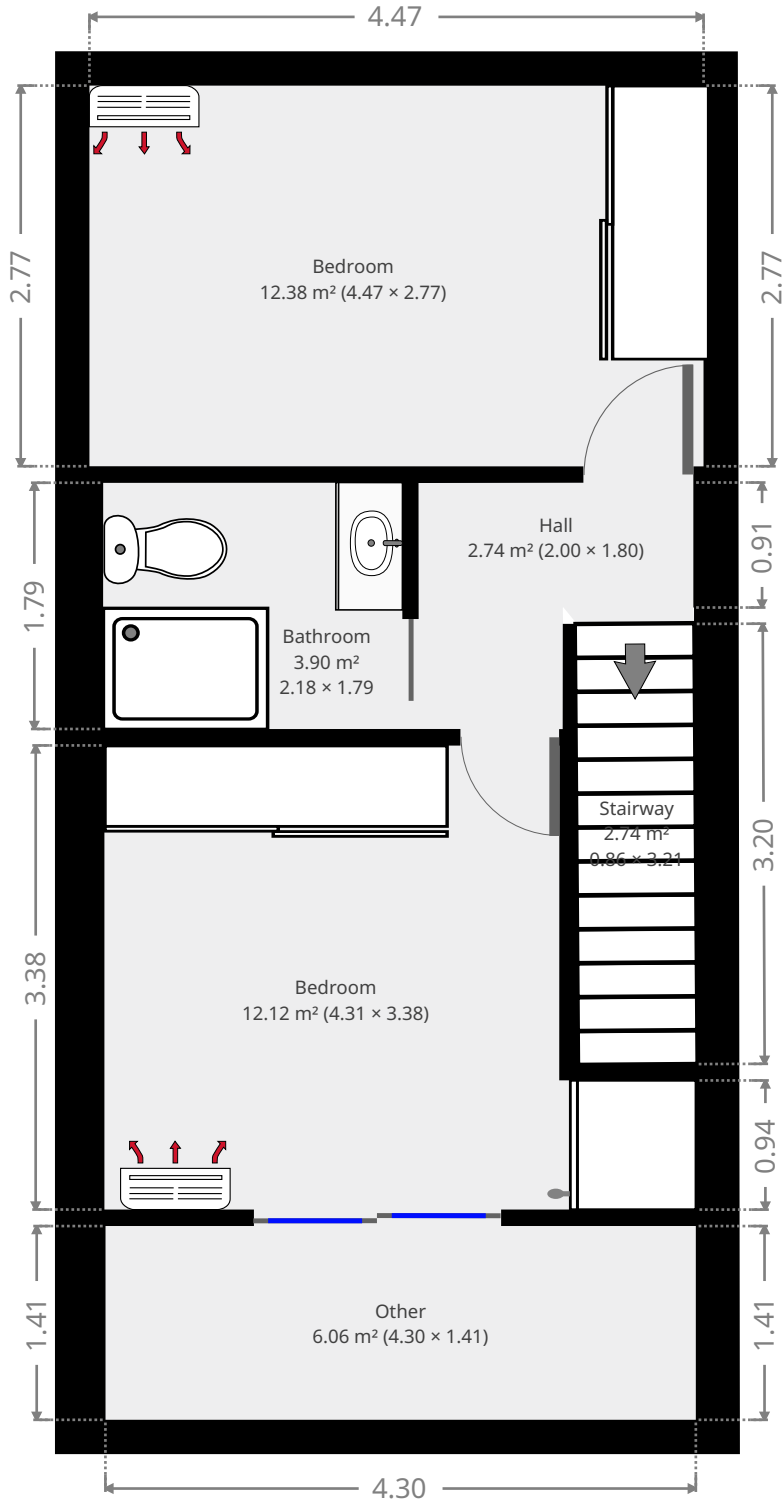 4.47
2.77
2.77
Bedroom
12.38 m² (4.47 × 2.77)
Hall
2.74 m² (2.00 × 1.80)
0.91
1.79
Bathroom
3.90 m²
2.18 × 1.79
Stairway
2.74 m²
0.86 × 3.21
3.20
3.38
Bedroom
12.12 m² (4.31 × 3.38)
0.94
Other
6.06 m² (4.30 × 1.41)
1.41
1.41
4.30